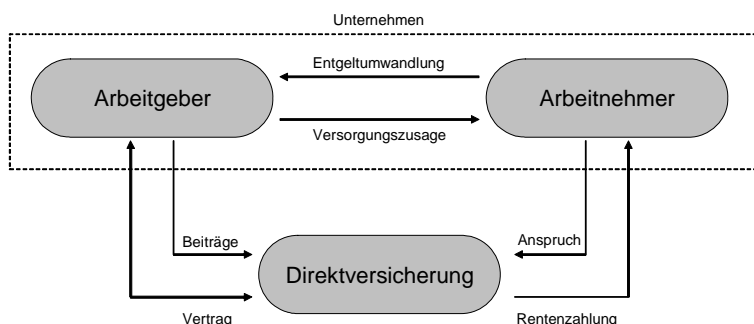 Unternehmen
Entgeltumwandlung
Arbeitgeber
Arbeitnehmer
Versorgungszusage
Beiträge
Anspruch
Direktversicherung
Vertrag
Rentenzahlung